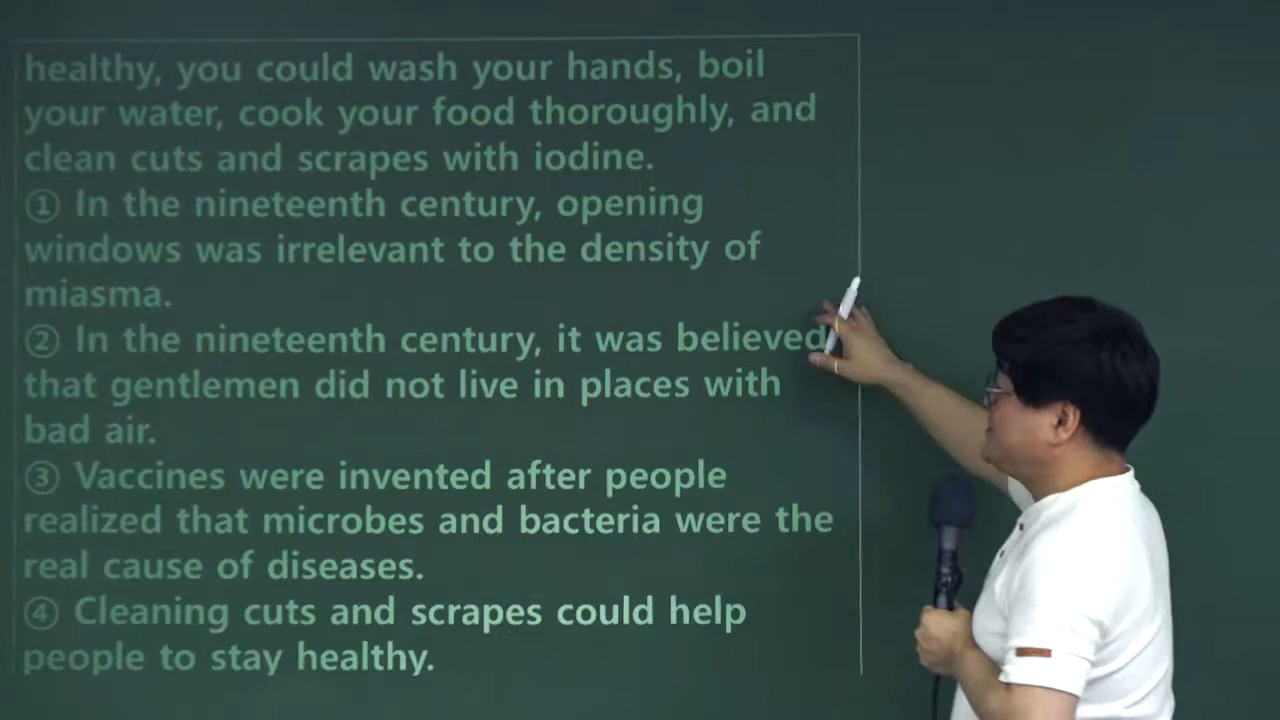 healthy, you could wash your hands, boil
your water, cook your food thoroughly, and
clean cuts and scrapes with iodine.
① In the nineteenth century, opening
windows was irrelevant to the density of
miasma.
② In the nineteenth century, it was believed
that gentlemen did not live in places with
bad air.
③ Vaccines were invented after people
realized that microbes and bacteria were the
real cause of diseases.
④ Cleaning cuts and scrapes could help
people to stay healthy.